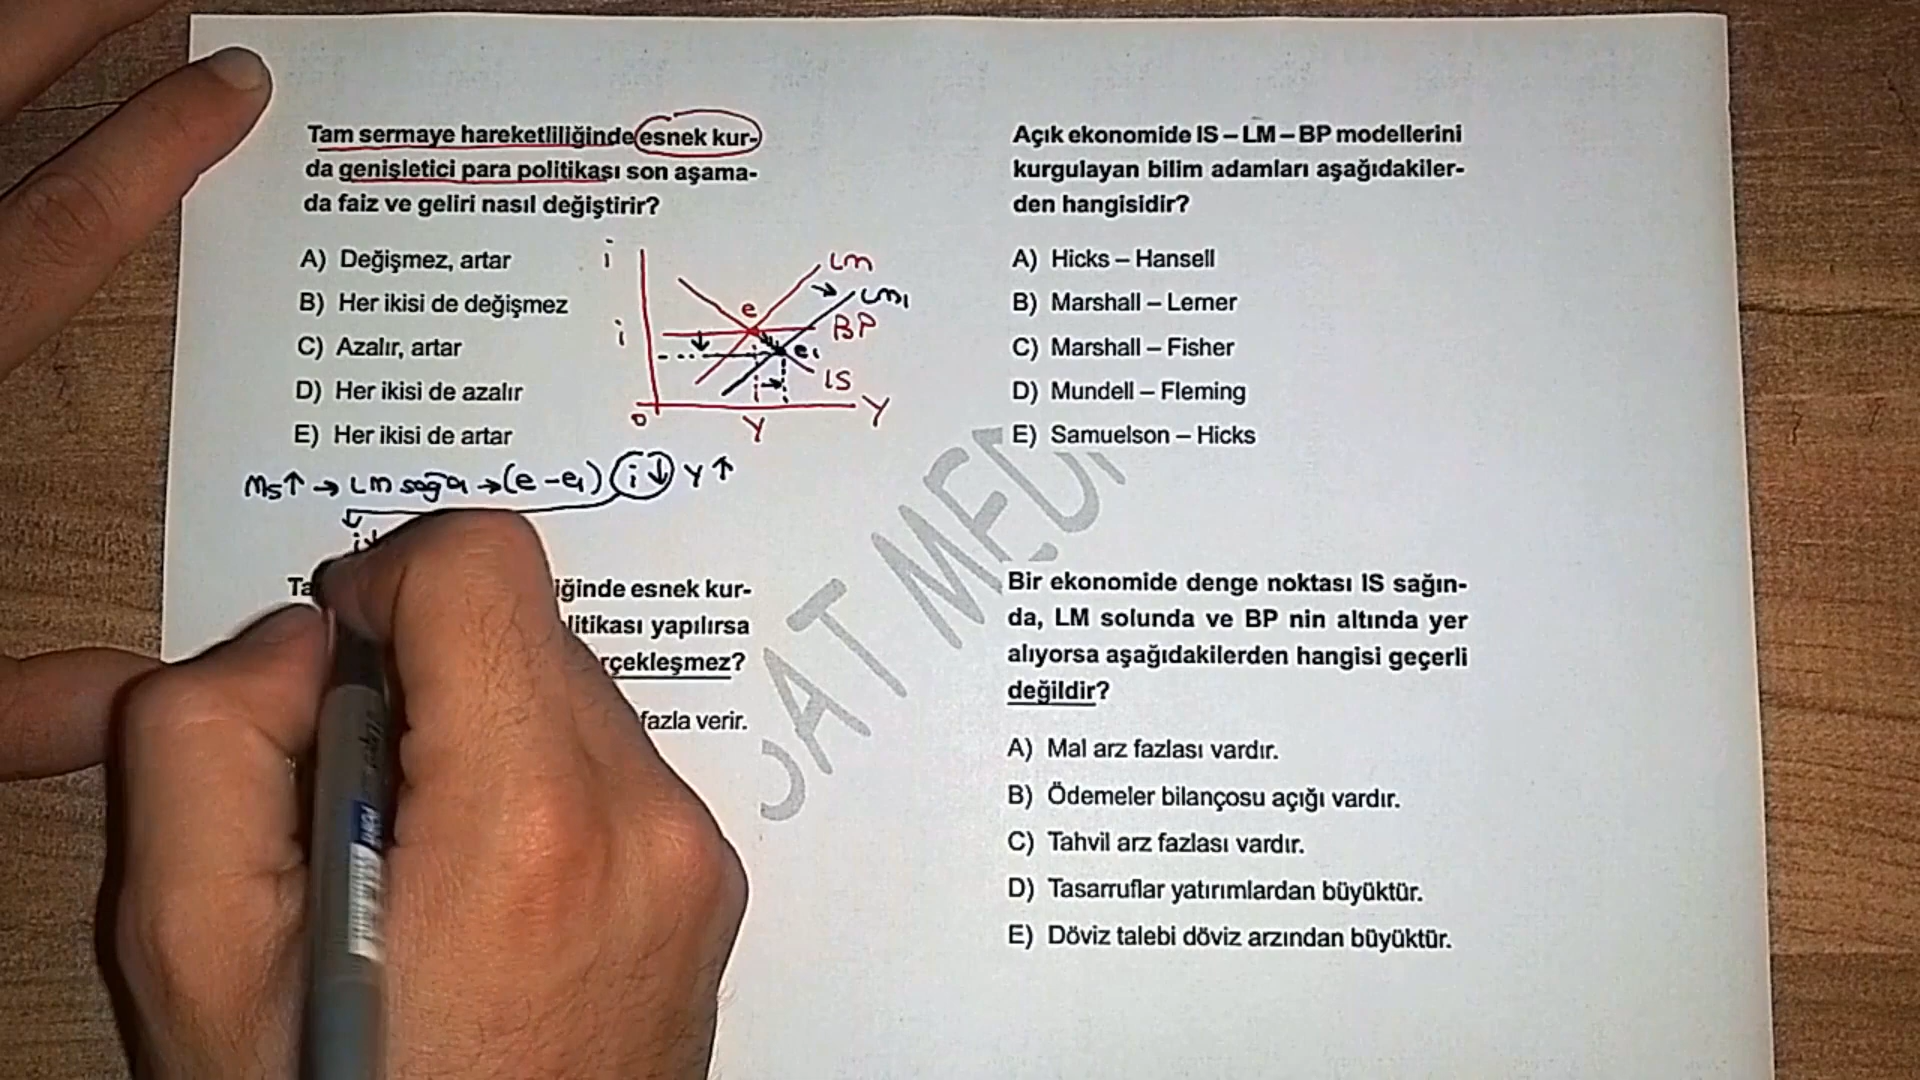 Tam sermaye hareketliliğinde esnek kur-
da genişletici para politikası son aşama-
da faiz ve geliri nasıl değiştirir?
A) Değişmez, artar
B) Her ikisi de değişmez
C) Azalır, artar
D) Her ikisi de azalır
E) Her ikisi de artar
i
LM
LM1
e
BP
i
e1
IS
Y
0
Y
Ms↑ → LM sağa → (e-e1) i↓ Y↑
i↓
iğinde esnek kur-
litikası yapılırsa
rçekleşmez?
fazla verir.
Açık ekonomide IS – LM – BP modellerini
kurgulayan bilim adamları aşağıdakiler-
den hangisidir?
A) Hicks – Hansell
B) Marshall – Lerner
C) Marshall – Fisher
D) Mundell – Fleming
E) Samuelson – Hicks
Bir ekonomide denge noktası IS sağın-
da, LM solunda ve BP nin altında yer
alıyorsa aşağıdakilerden hangisi geçerli
değildir?
A) Mal arz fazlası vardır.
B) Ödemeler bilançosu açığı vardır.
C) Tahvil arz fazlası vardır.
D) Tasarruflar yatırımlardan büyüktür.
E) Döviz talebi döviz arzından büyüktür.